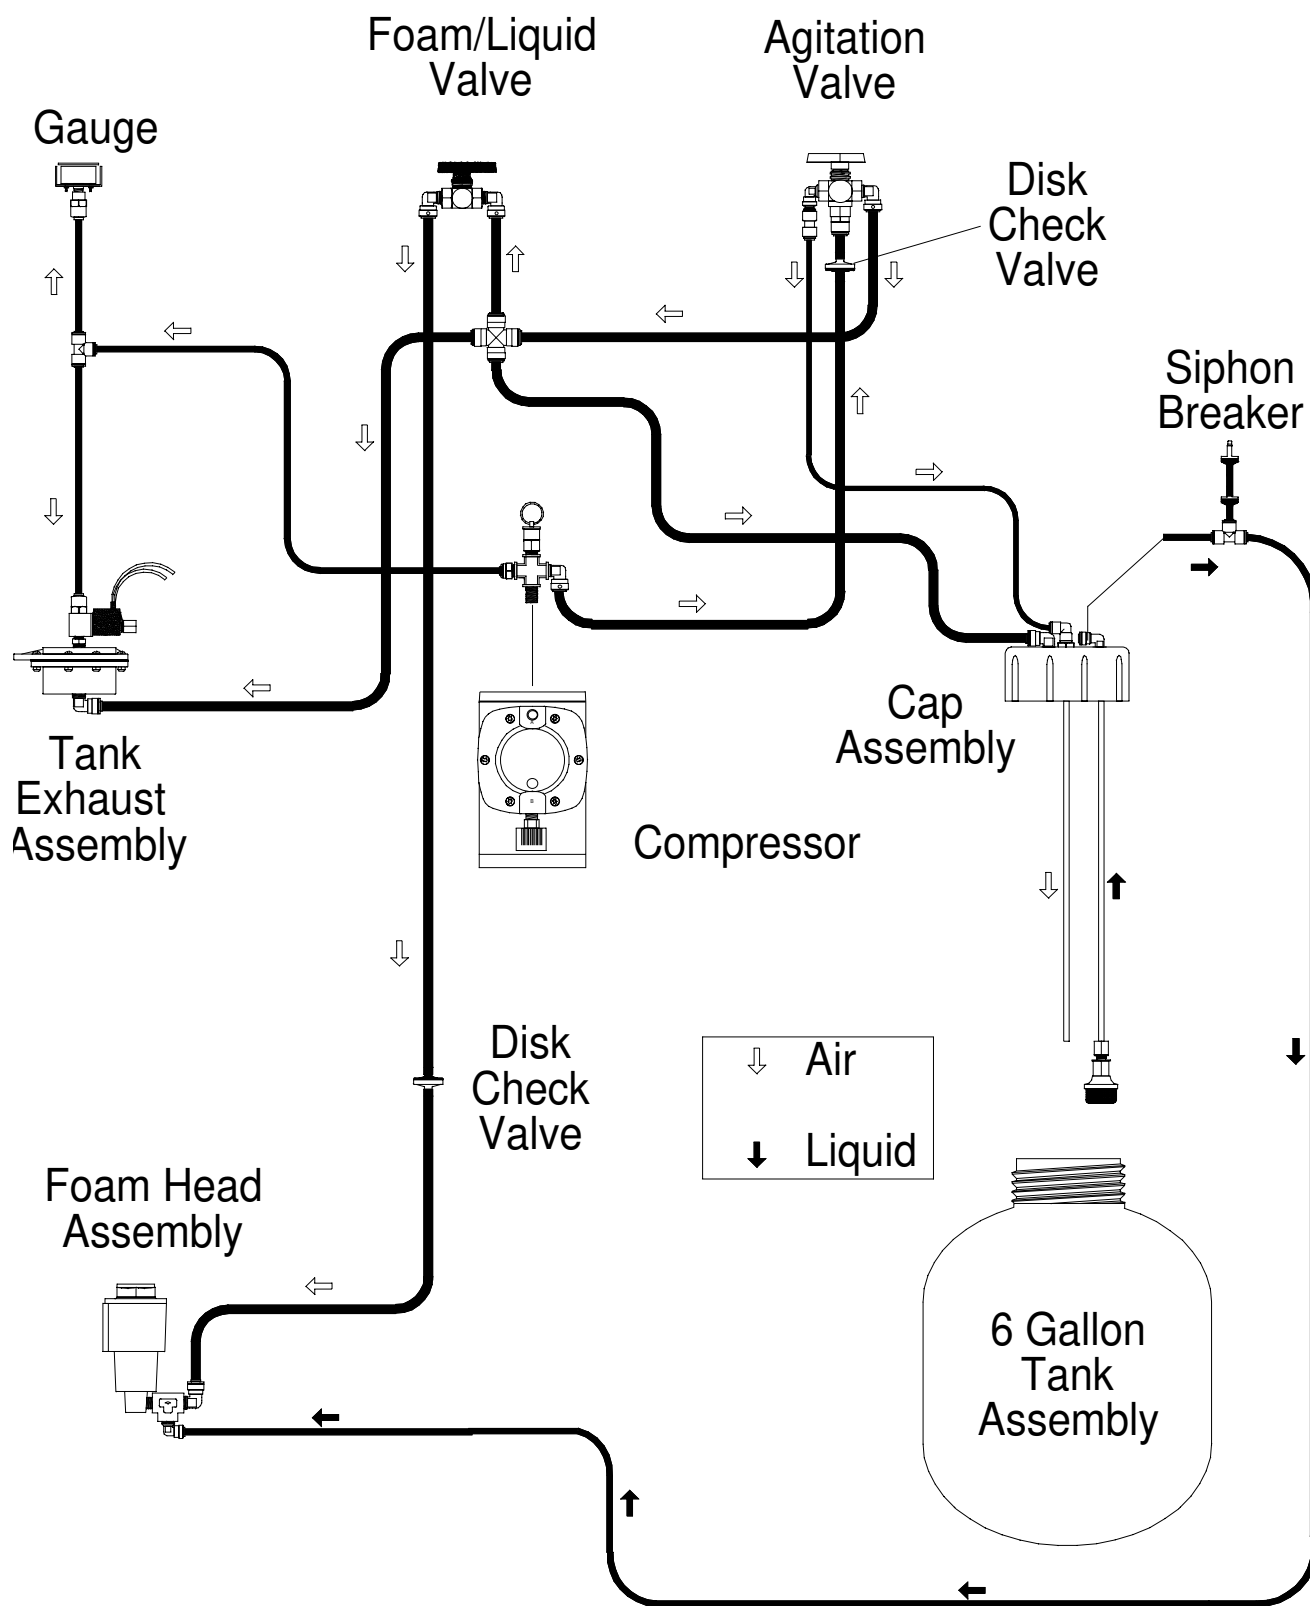 Foam/Liquid
Valve
Agitation
Valve
Gauge
Disk
Check
Valve
Siphon
Breaker
Cap
Assembly
Tank
Exhaust
Assembly
Compressor
Disk
Check
Valve
Air
Liquid
Foam Head
Assembly
6 Gallon
Tank
Assembly